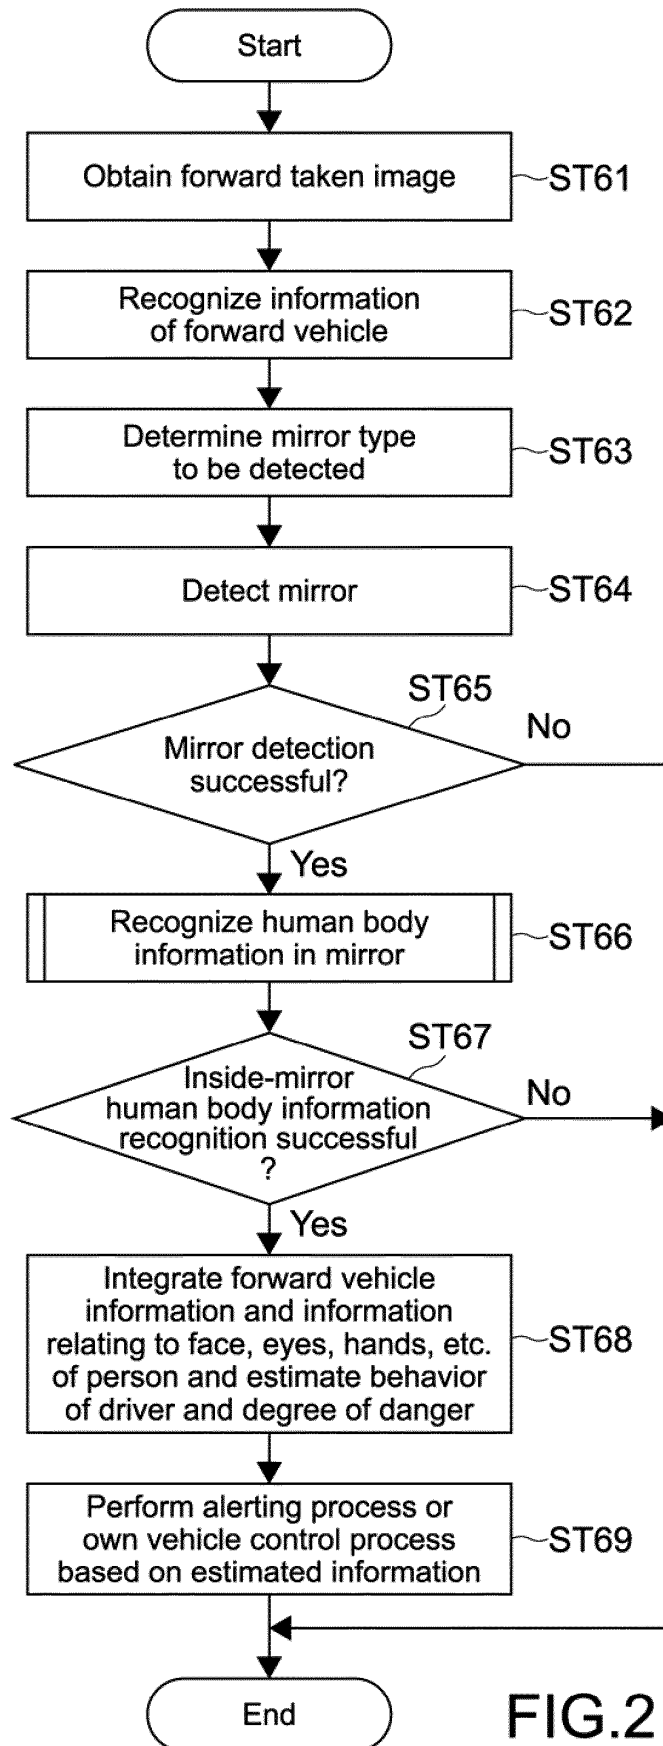 Start
Obtain forward taken image
ST61
Recognize information
of forward vehicle
ST62
Determine mirror type
to be detected
ST63
Detect mirror
ST64
ST65
Mirror detection
successful?
No
Yes
Recognize human body
information in mirror
ST66
ST67
Inside-mirror
human body information
recognition successful
?
No
Yes
Integrate forward vehicle
information and information
relating to face, eyes, hands, etc.
of person and estimate behavior
of driver and degree of danger
ST68
Perform alerting process or
own vehicle control process
based on estimated information
ST69
End
FIG.2